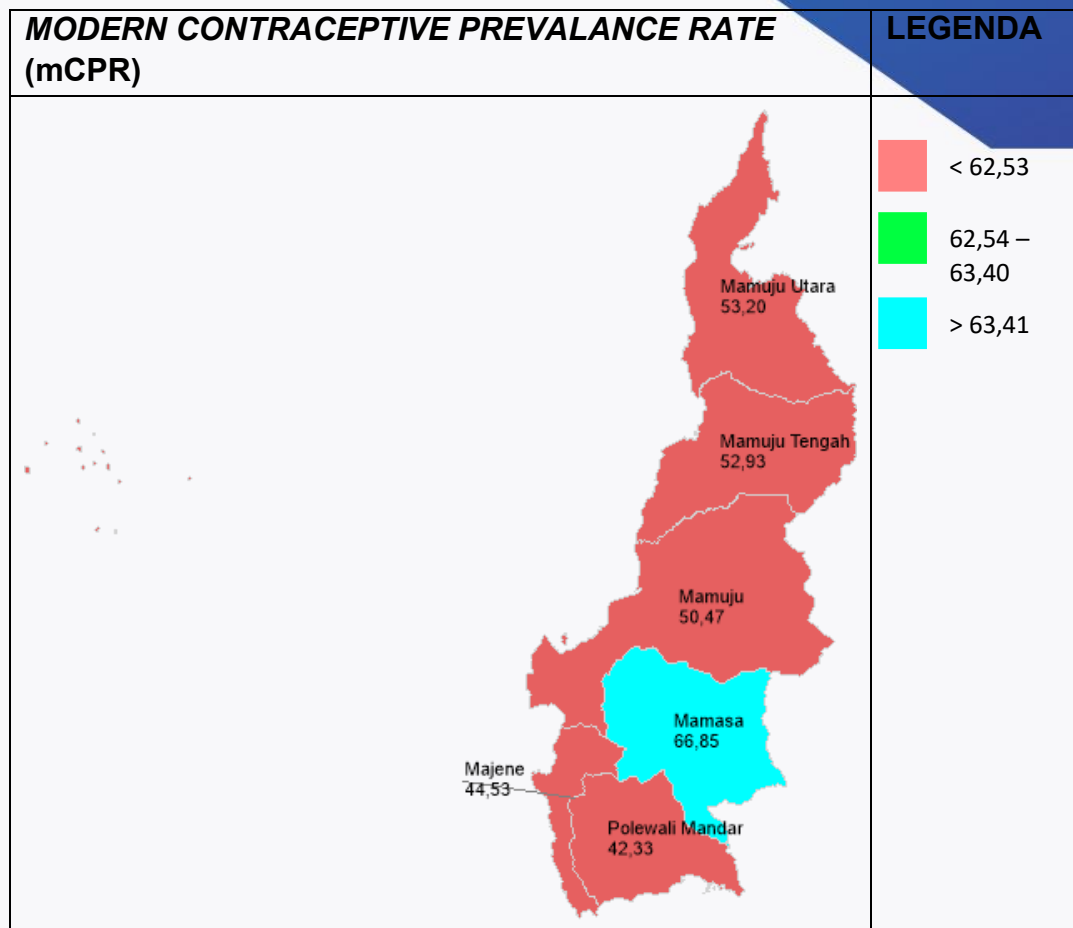 MODERN CONTRACEPTIVE PREVALANCE RATE
(mCPR)
LEGENDA
< 62,53
62,54 –
63,40
> 63,41
Mamuju Utara
53,20
Mamuju Tengah
52,93
Mamuju
50,47
Mamasa
66,85
Majene
44,53
Polewali Mandar
42,33